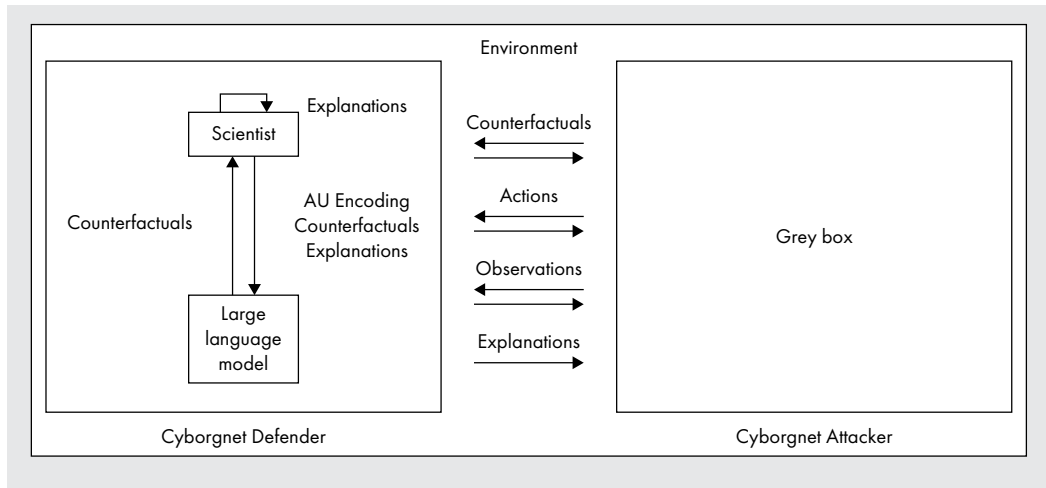 Environment
Explanations
Scientist
Counterfactuals
AU Encoding
Counterfactuals
Explanations
Large
language
model
Cyborgnet Defender
Counterfactuals
Actions
Observations
Explanations
Grey box
Cyborgnet Attacker